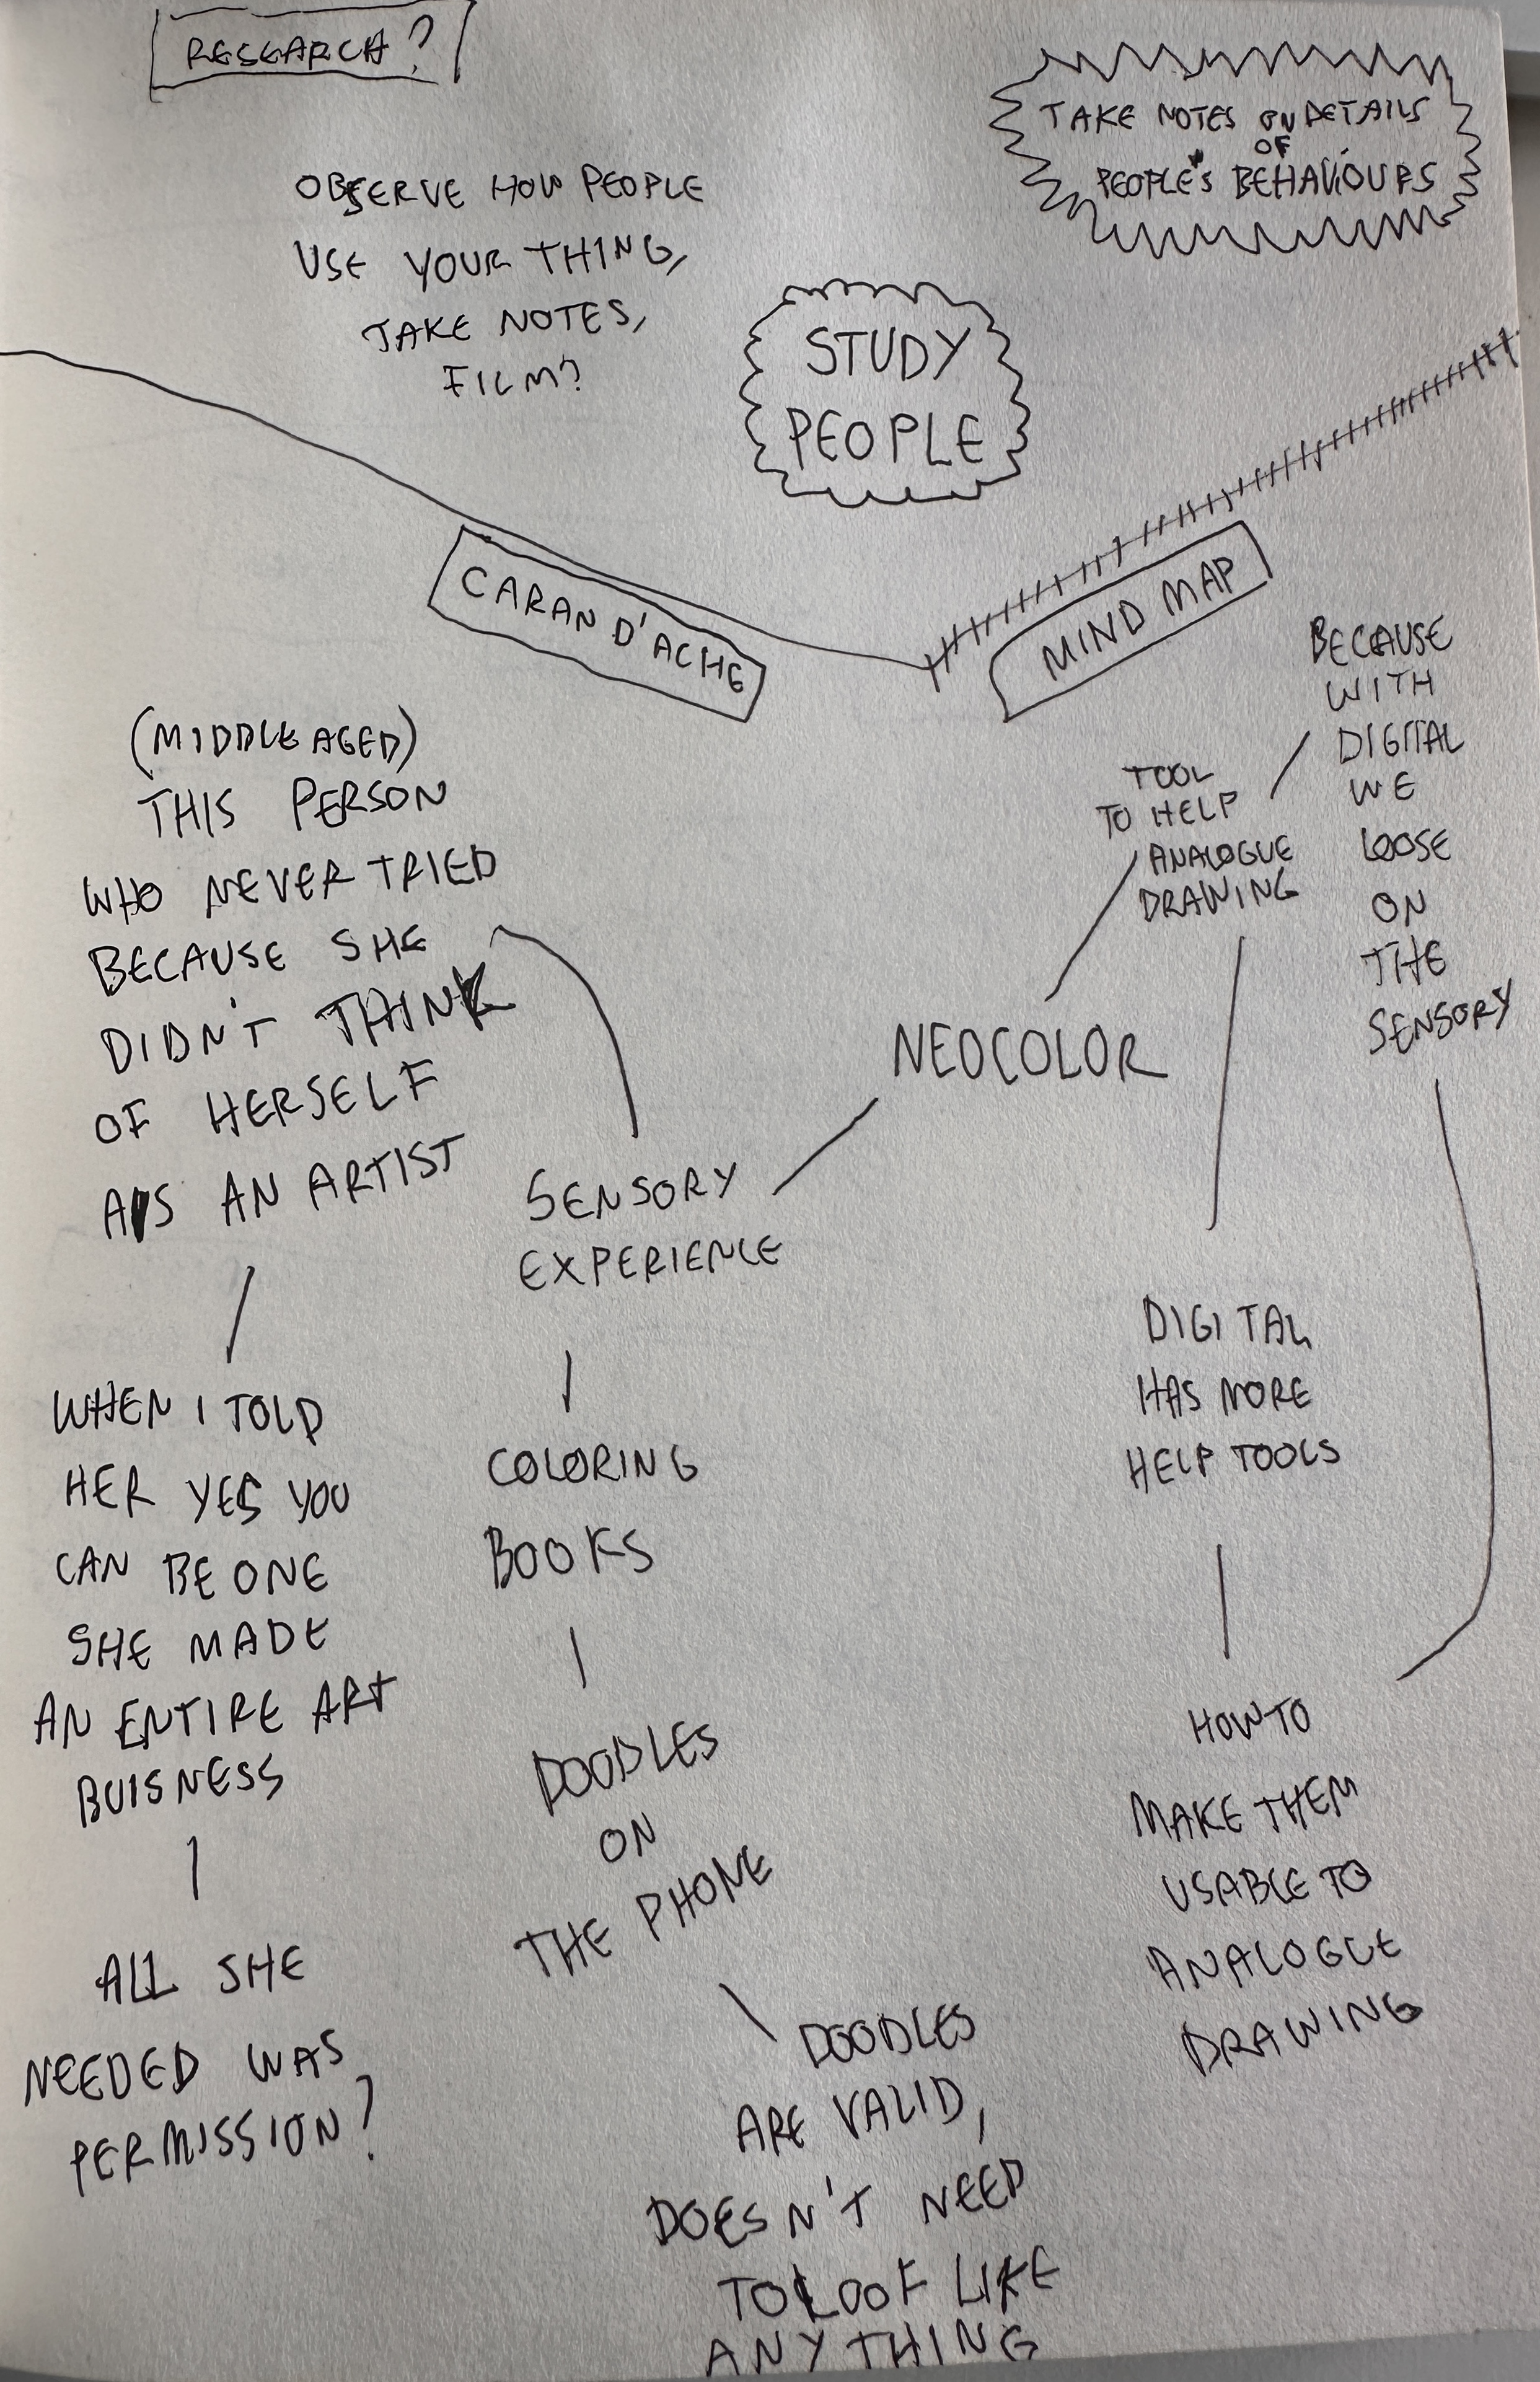 RESEARCH?
TAKE NOTES ON DETAILS
OF
PEOPLE'S BEHAVIOURS
OBSERVE HOW PEOPLE
USE YOUR THING,
TAKE NOTES,
FILM?
STUDY
PEOPLE
CARAN D'ACHE
MIND MAP
(MIDDLE AGED)
THIS PERSON
WHO NEVER TRIED
BECAUSE SHE
DIDN'T THINK
OF HERSELF
AS AN ARTIST
WHEN I TOLD
HER YES YOU
CAN BE ONE
SHE MADE
AN ENTIRE ART
BUISNESS
ALL SHE
NEEDED WAS
PERMISSION?
NEOCOLOR
SENSORY
EXPERIENCE
COLORING
BOOKS
DOODLES
ON
THE PHONE
DOODLES
ARE VALID,
DOESN'T NEED
TO LOOF LIKE
ANYTHING
TOOL
TO HELP
ANALOGUE
DRAWING
BECAUSE
WITH
DIGITAL
WE
LOOSE
ON
THE
SENSORY
DIGITAL
HAS MORE
HELP TOOLS
HOW TO
MAKE THEM
USABLE TO
ANALOGUE
DRAWING